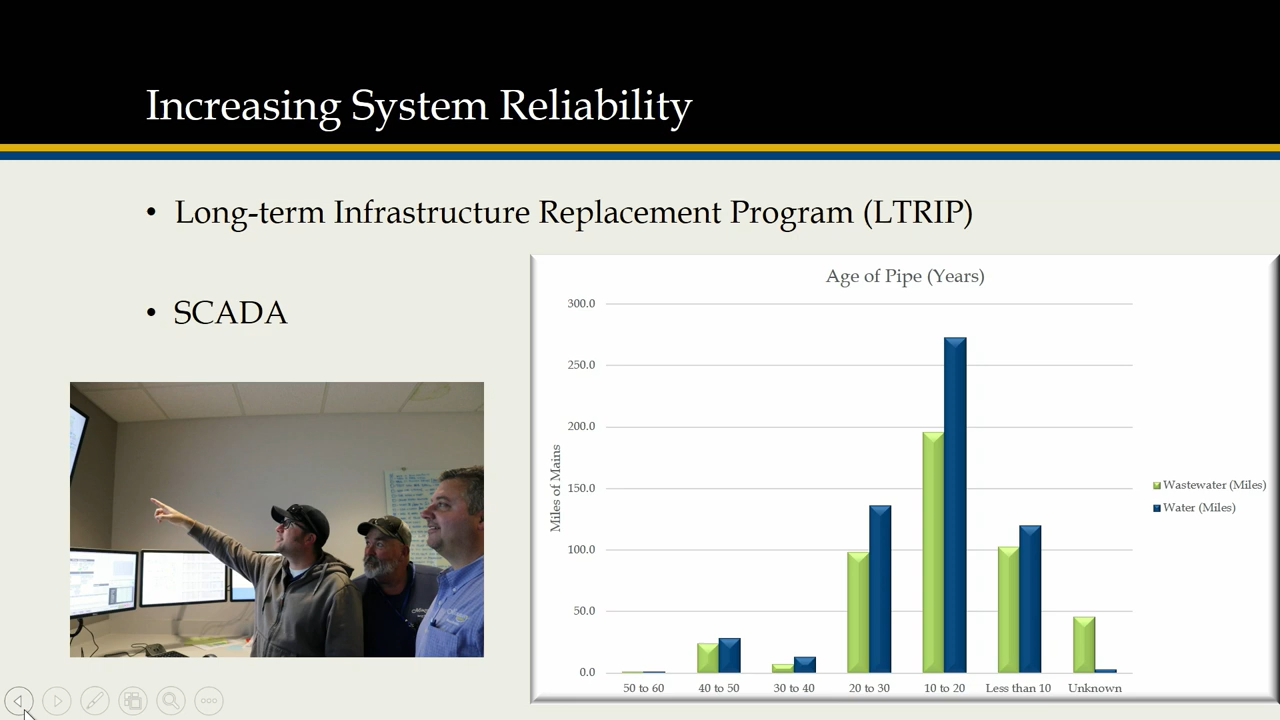 Increasing System Reliability
• Long-term Infrastructure Replacement Program (LTRIP)
• SCADA
Age of Pipe (Years)
300.0
250.0
200.0
150.0
100.0
50.0
0.0
Miles of Mains
50 to 60
40 to 50
30 to 40
20 to 30
10 to 20
Less than 10
Unknown
Wastewater (Miles)
Water (Miles)